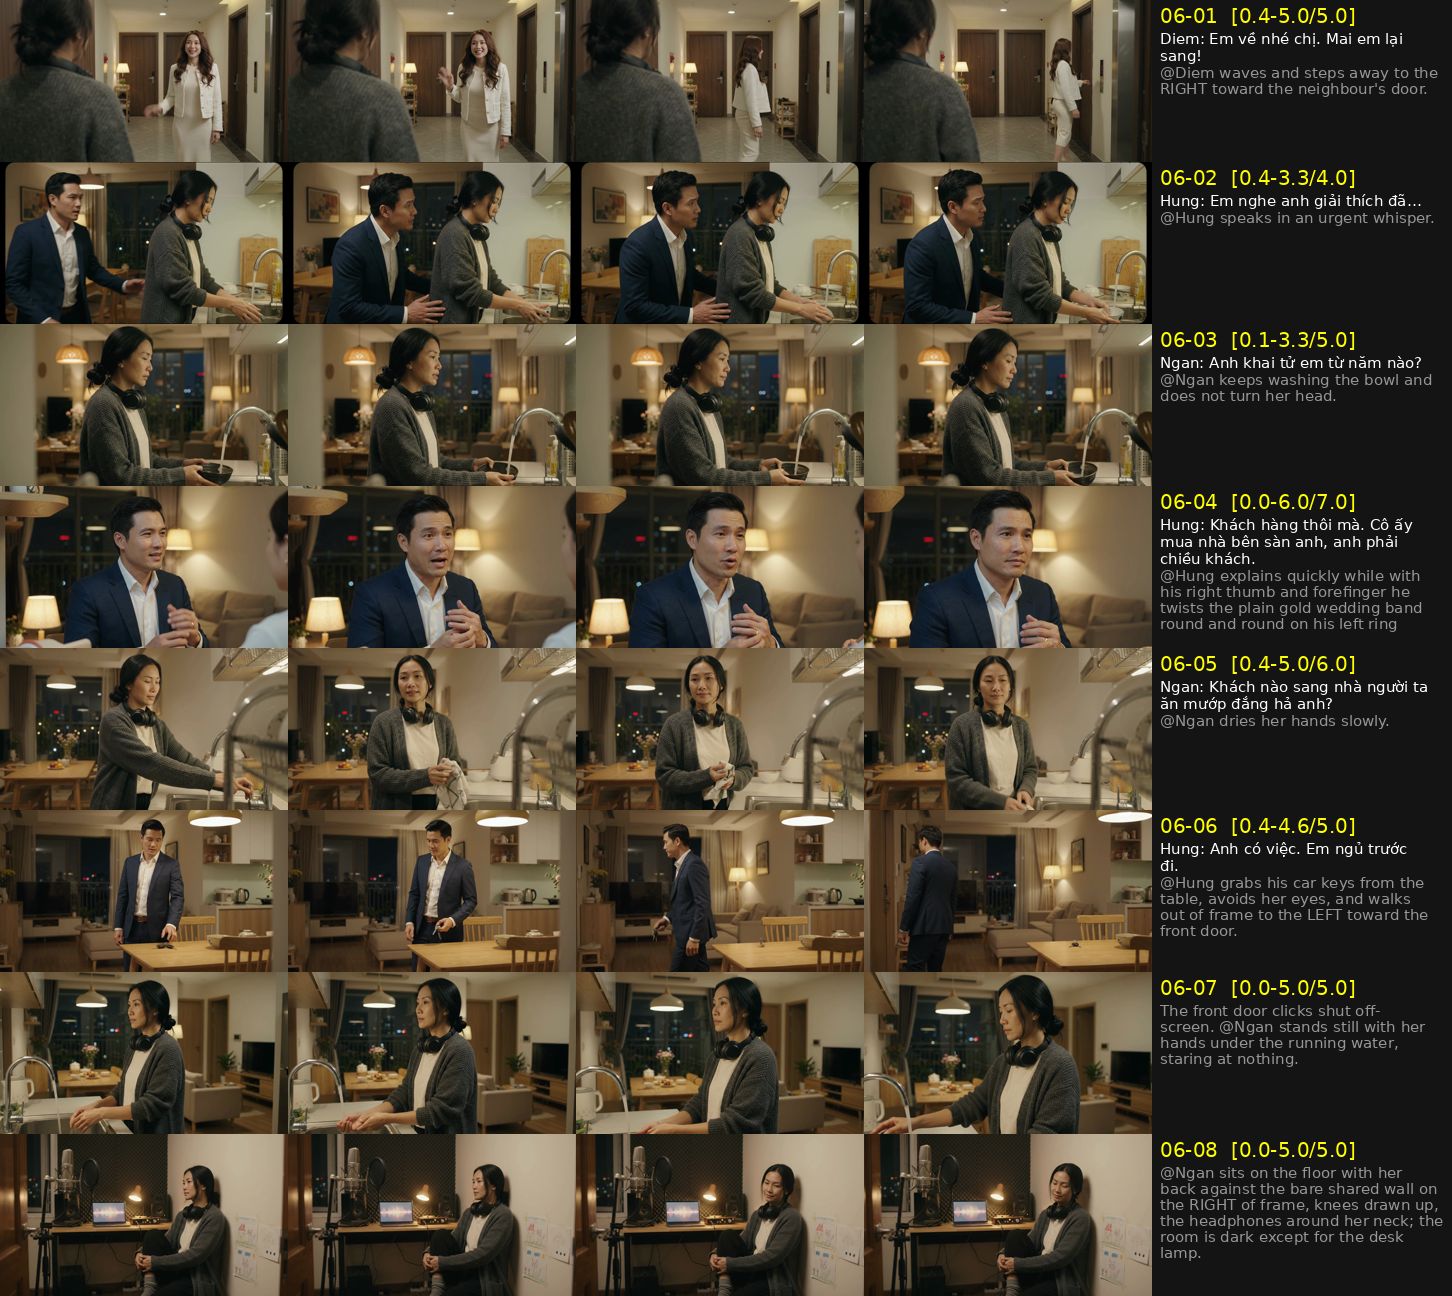 06-01 [0.4-5.0/5.0]
Diem: Em về nhé chị. Mai em lại
sang!
@Diem waves and steps away to the
RIGHT toward the neighbour's door.
06-02 [0.4-3.3/4.0]
Hung: Em nghe anh giải thích đã...
@Hung speaks in an urgent whisper.
06-03 [0.1-3.3/5.0]
Ngan: Anh khai tử em từ năm nào?
@Ngan keeps washing the bowl and
does not turn her head.
06-04 [0.0-6.0/7.0]
Hung: Khách hàng thôi mà. Cô ấy
mua nhà bên sàn anh, anh phải
chiều khách.
@Hung explains quickly while with
his right thumb and forefinger he
twists the plain gold wedding band
round and round on his left ring
06-05 [0.4-5.0/6.0]
Ngan: Khách nào sang nhà người ta
ăn mướp đắng hả anh?
@Ngan dries her hands slowly.
06-06 [0.4-4.6/5.0]
Hung: Anh có việc. Em ngủ trước
đi.
@Hung grabs his car keys from the
table, avoids her eyes, and walks
out of frame to the LEFT toward the
front door.
06-07 [0.0-5.0/5.0]
The front door clicks shut off-
screen. @Ngan stands still with her
hands under the running water,
staring at nothing.
06-08 [0.0-5.0/5.0]
@Ngan sits on the floor with her
back against the bare shared wall on
the RIGHT of frame, knees drawn up,
the headphones around her neck; the
room is dark except for the desk
lamp.